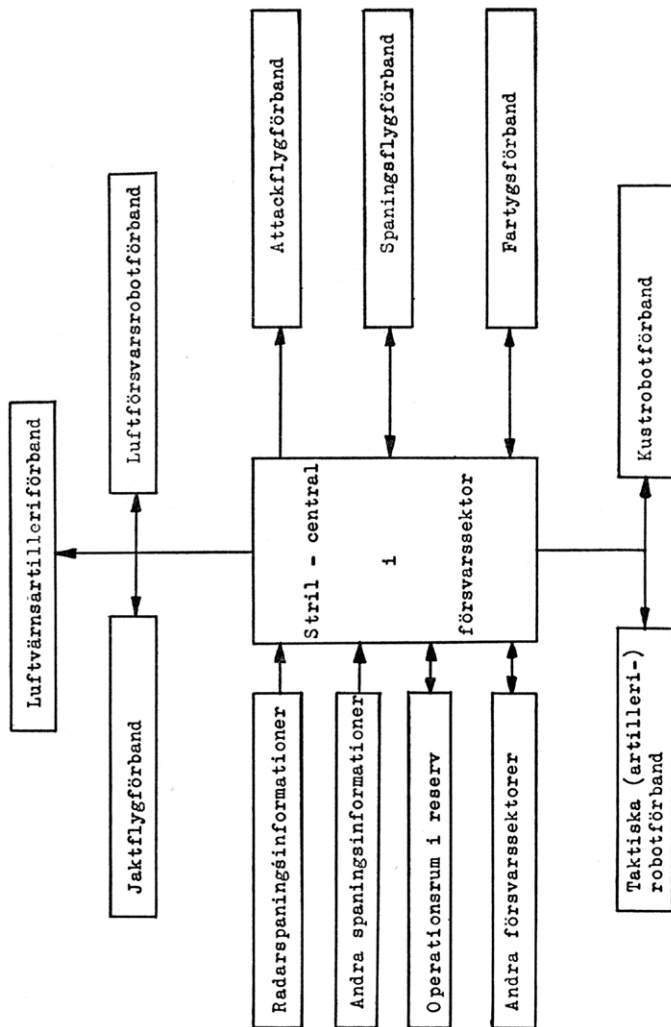 Luftvärnsartilleriförband
Jaktflygförband
Luftförsvarsrobotförband
Radarspaningsinformationer
Andra spaningsinformationer
Operationsrum i reserv
Andra försvarssektorer
Stril - central
i
försvarssektor
Attackflygförband
Spaningsflygförband
Fartygsförband
Taktiska (artilleri-)
robotförband
Kustrobotförband